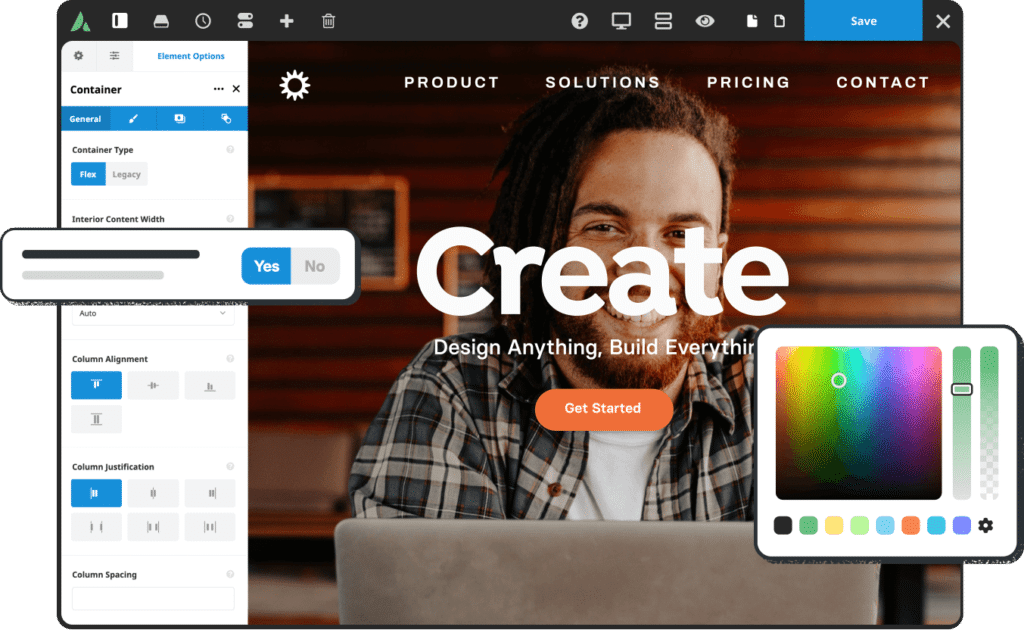 Save
Element Options
Container
General
Container Type
Flex Legacy
Interior Content Width
Yes No
Auto
Column Alignment
Column Justification
Column Spacing
PRODUCT SOLUTIONS PRICING CONTACT
Create
Design Anything, Build Everythin
Get Started